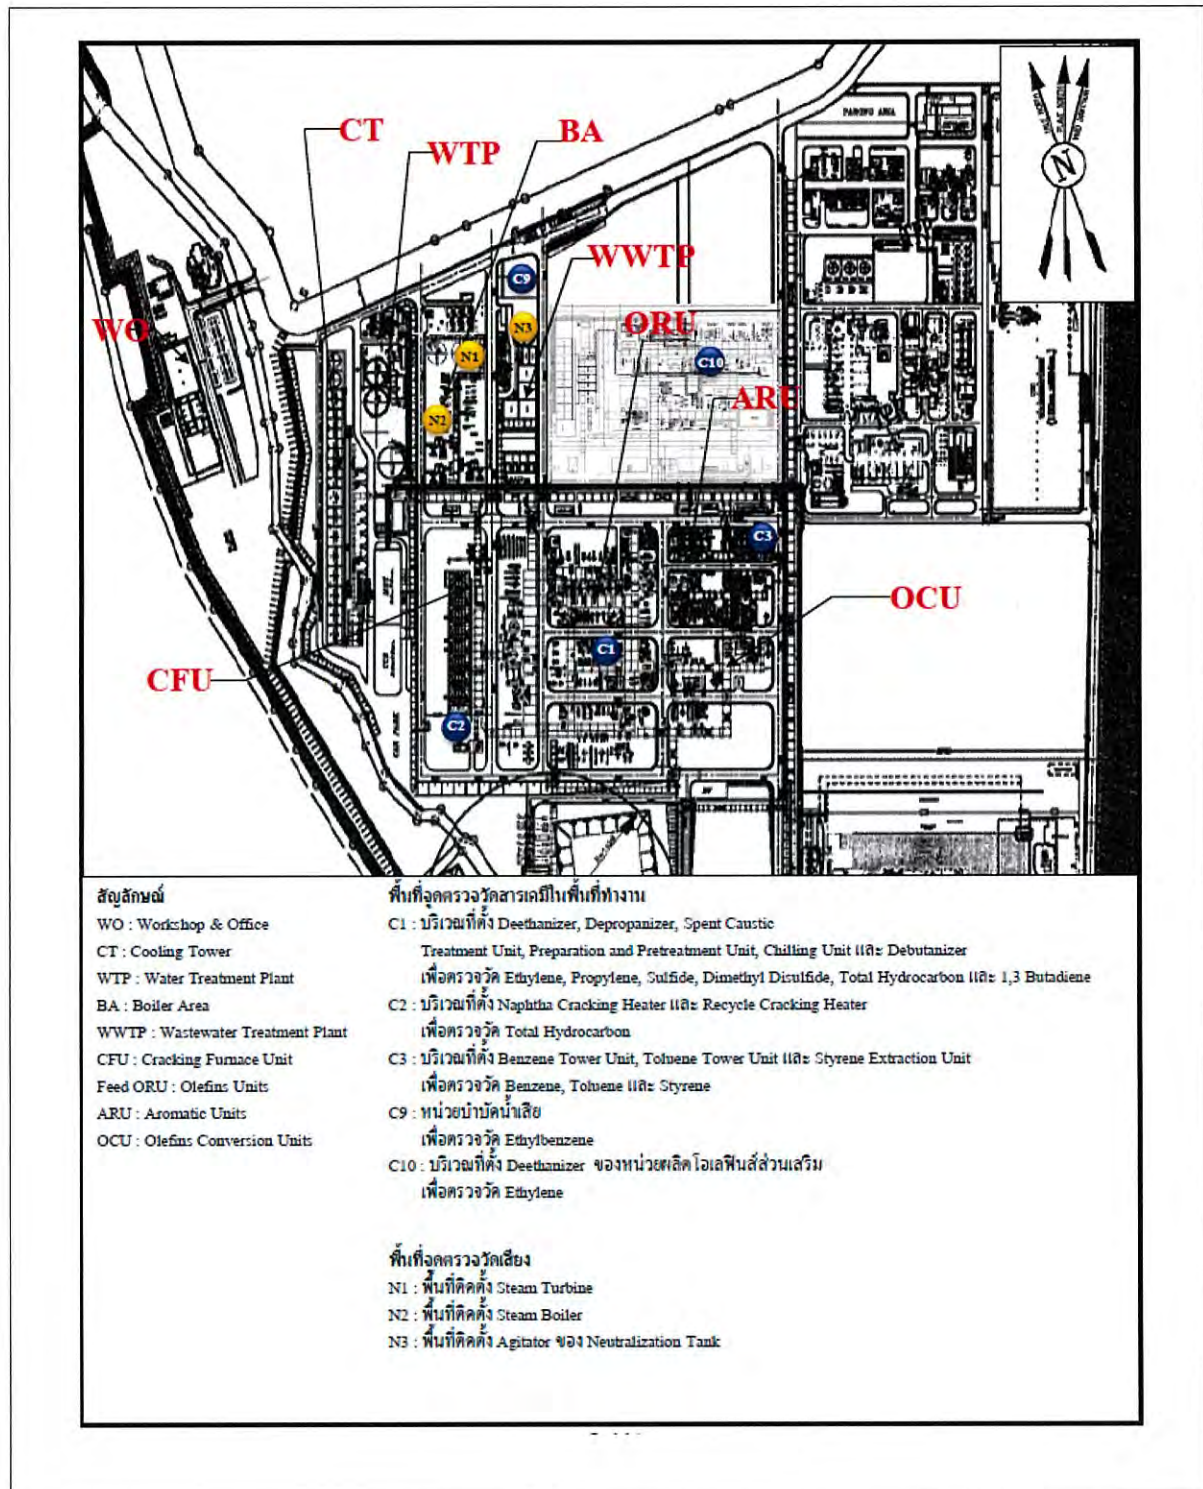 PARKING AREA
CT
BA
WTP
N
C9
WWTP
WO
N3
ORU
N1
C10
ARU
N2
C3
OCU
C1
CFU
C2
CAR PARK
สัญลักษณ์
WO : Workshop & Office
CT : Cooling Tower
WTP : Water Treatment Plant
BA : Boiler Area
WWTP : Wastewater Treatment Plant
CFU : Cracking Furnace Unit
Feed ORU : Olefins Units
ARU : Aromatic Units
OCU : Olefins Conversion Units
พื้นที่จุดตรวจวัดสารเคมีในพื้นที่ทำงาน
C1 : บริเวณที่ตั้ง Deethanizer, Depropanizer, Spent Caustic
Treatment Unit, Preparation and Pretreatment Unit, Chilling Unit และ Debutanizer
เพื่อตรวจวัด Ethylene, Propylene, Sulfide, Dimethyl Disulfide, Total Hydrocarbon และ 1,3 Butadiene
C2 : บริเวณที่ตั้ง Naphtha Cracking Heater และ Recycle Cracking Heater
เพื่อตรวจวัด Total Hydrocarbon
C3 : บริเวณที่ตั้ง Benzene Tower Unit, Toluene Tower Unit และ Styrene Extraction Unit
เพื่อตรวจวัด Benzene, Toluene และ Styrene
C9 : หน่วยบำบัดน้ำเสีย
เพื่อตรวจวัด Ethylbenzene
C10 : บริเวณที่ตั้ง Deethanizer ของหน่วยผลิตโอเลฟินส์ส่วนเสริม
เพื่อตรวจวัด Ethylene
พื้นที่จุดตรวจวัดเสียง
N1 : พื้นที่ติดตั้ง Steam Turbine
N2 : พื้นที่ติดตั้ง Steam Boiler
N3 : พื้นที่ติดตั้ง Agitator ของ Neutralization Tank